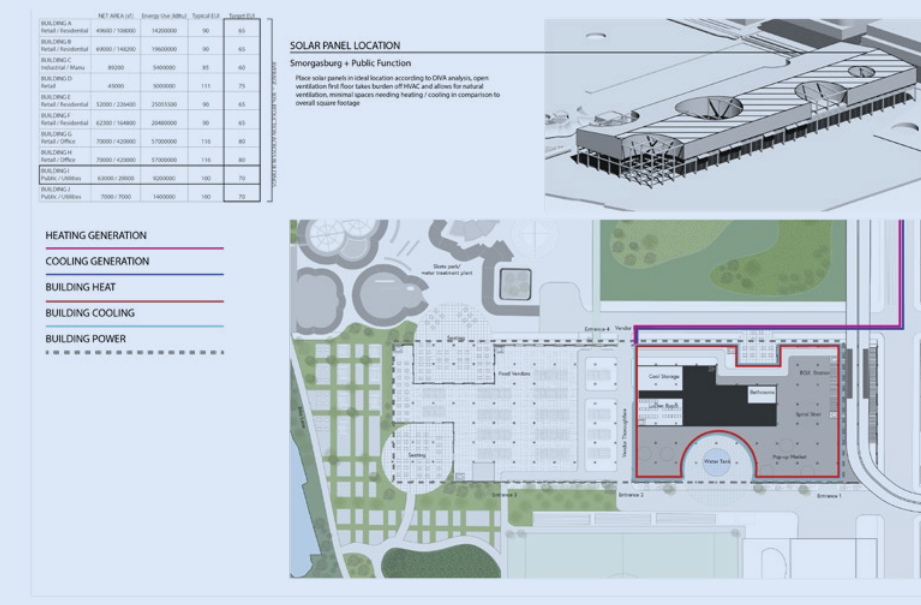 NET AREA (sf) Energy Use (kBtu) Typical EUI Target EUI
BUILDING A
Retail / Residential 49600 / 108000 14200000 90 65
BUILDING B
Retail / Residential 69000 / 148200 19600000 90 65
BUILDING C
Industrial / Manu 89200 5400000 85 60
BUILDING D
Retail 45000 5000000 111 75
BUILDING E
Retail / Residential 52000 / 226400 25055500 90 65
BUILDING F
Retail / Residential 62300 / 164800 20480000 90 65
BUILDING G
Retail / Office 70000 / 420000 57000000 116 80
BUILDING H
Retail / Office 70000 / 420000 57000000 116 80
BUILDING I
Public / Utilities 63000 / 29000 9200000 100 70
BUILDING J
Public / Utilities 7000 / 7000 1400000 100 70
SOLAR PANEL LOCATION
Smorgasburg + Public Function
Place solar panels in ideal location according to DIVA analysis, open
ventilation first floor takes burden off HVAC and allows for natural
ventilation, minimal spaces needing heating / cooling in comparison to
overall square footage
HEATING GENERATION
COOLING GENERATION
BUILDING HEAT
BUILDING COOLING
BUILDING POWER
Skate park/
water treatment plant
Entrance 4 Vendor
Seating
Food Vendors
Cool Storage
BQX Station
Bathrooms
Locker Room
Spiral Stair
Vendor Thoroughfare
Seating
Water Tank
Pop-up Market
Entrance 3
Entrance 2
Entrance 1